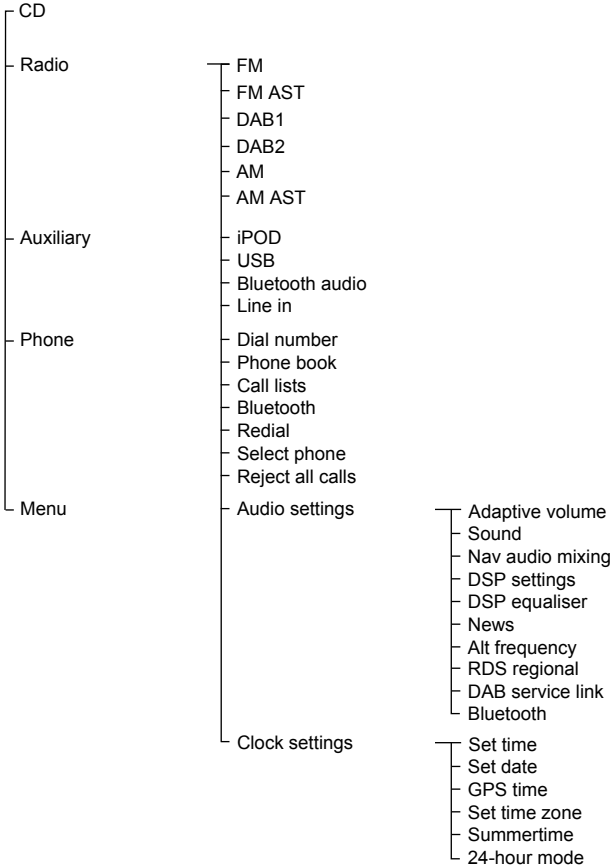 CD
Radio
FM
FM AST
DAB1
DAB2
AM
AM AST
Auxiliary
iPOD
USB
Bluetooth audio
Line in
Phone
Dial number
Phone book
Call lists
Bluetooth
Redial
Select phone
Reject all calls
Menu
Audio settings
Adaptive volume
Sound
Nav audio mixing
DSP settings
DSP equaliser
News
Alt frequency
RDS regional
DAB service link
Bluetooth
Clock settings
Set time
Set date
GPS time
Set time zone
Summertime
24-hour mode